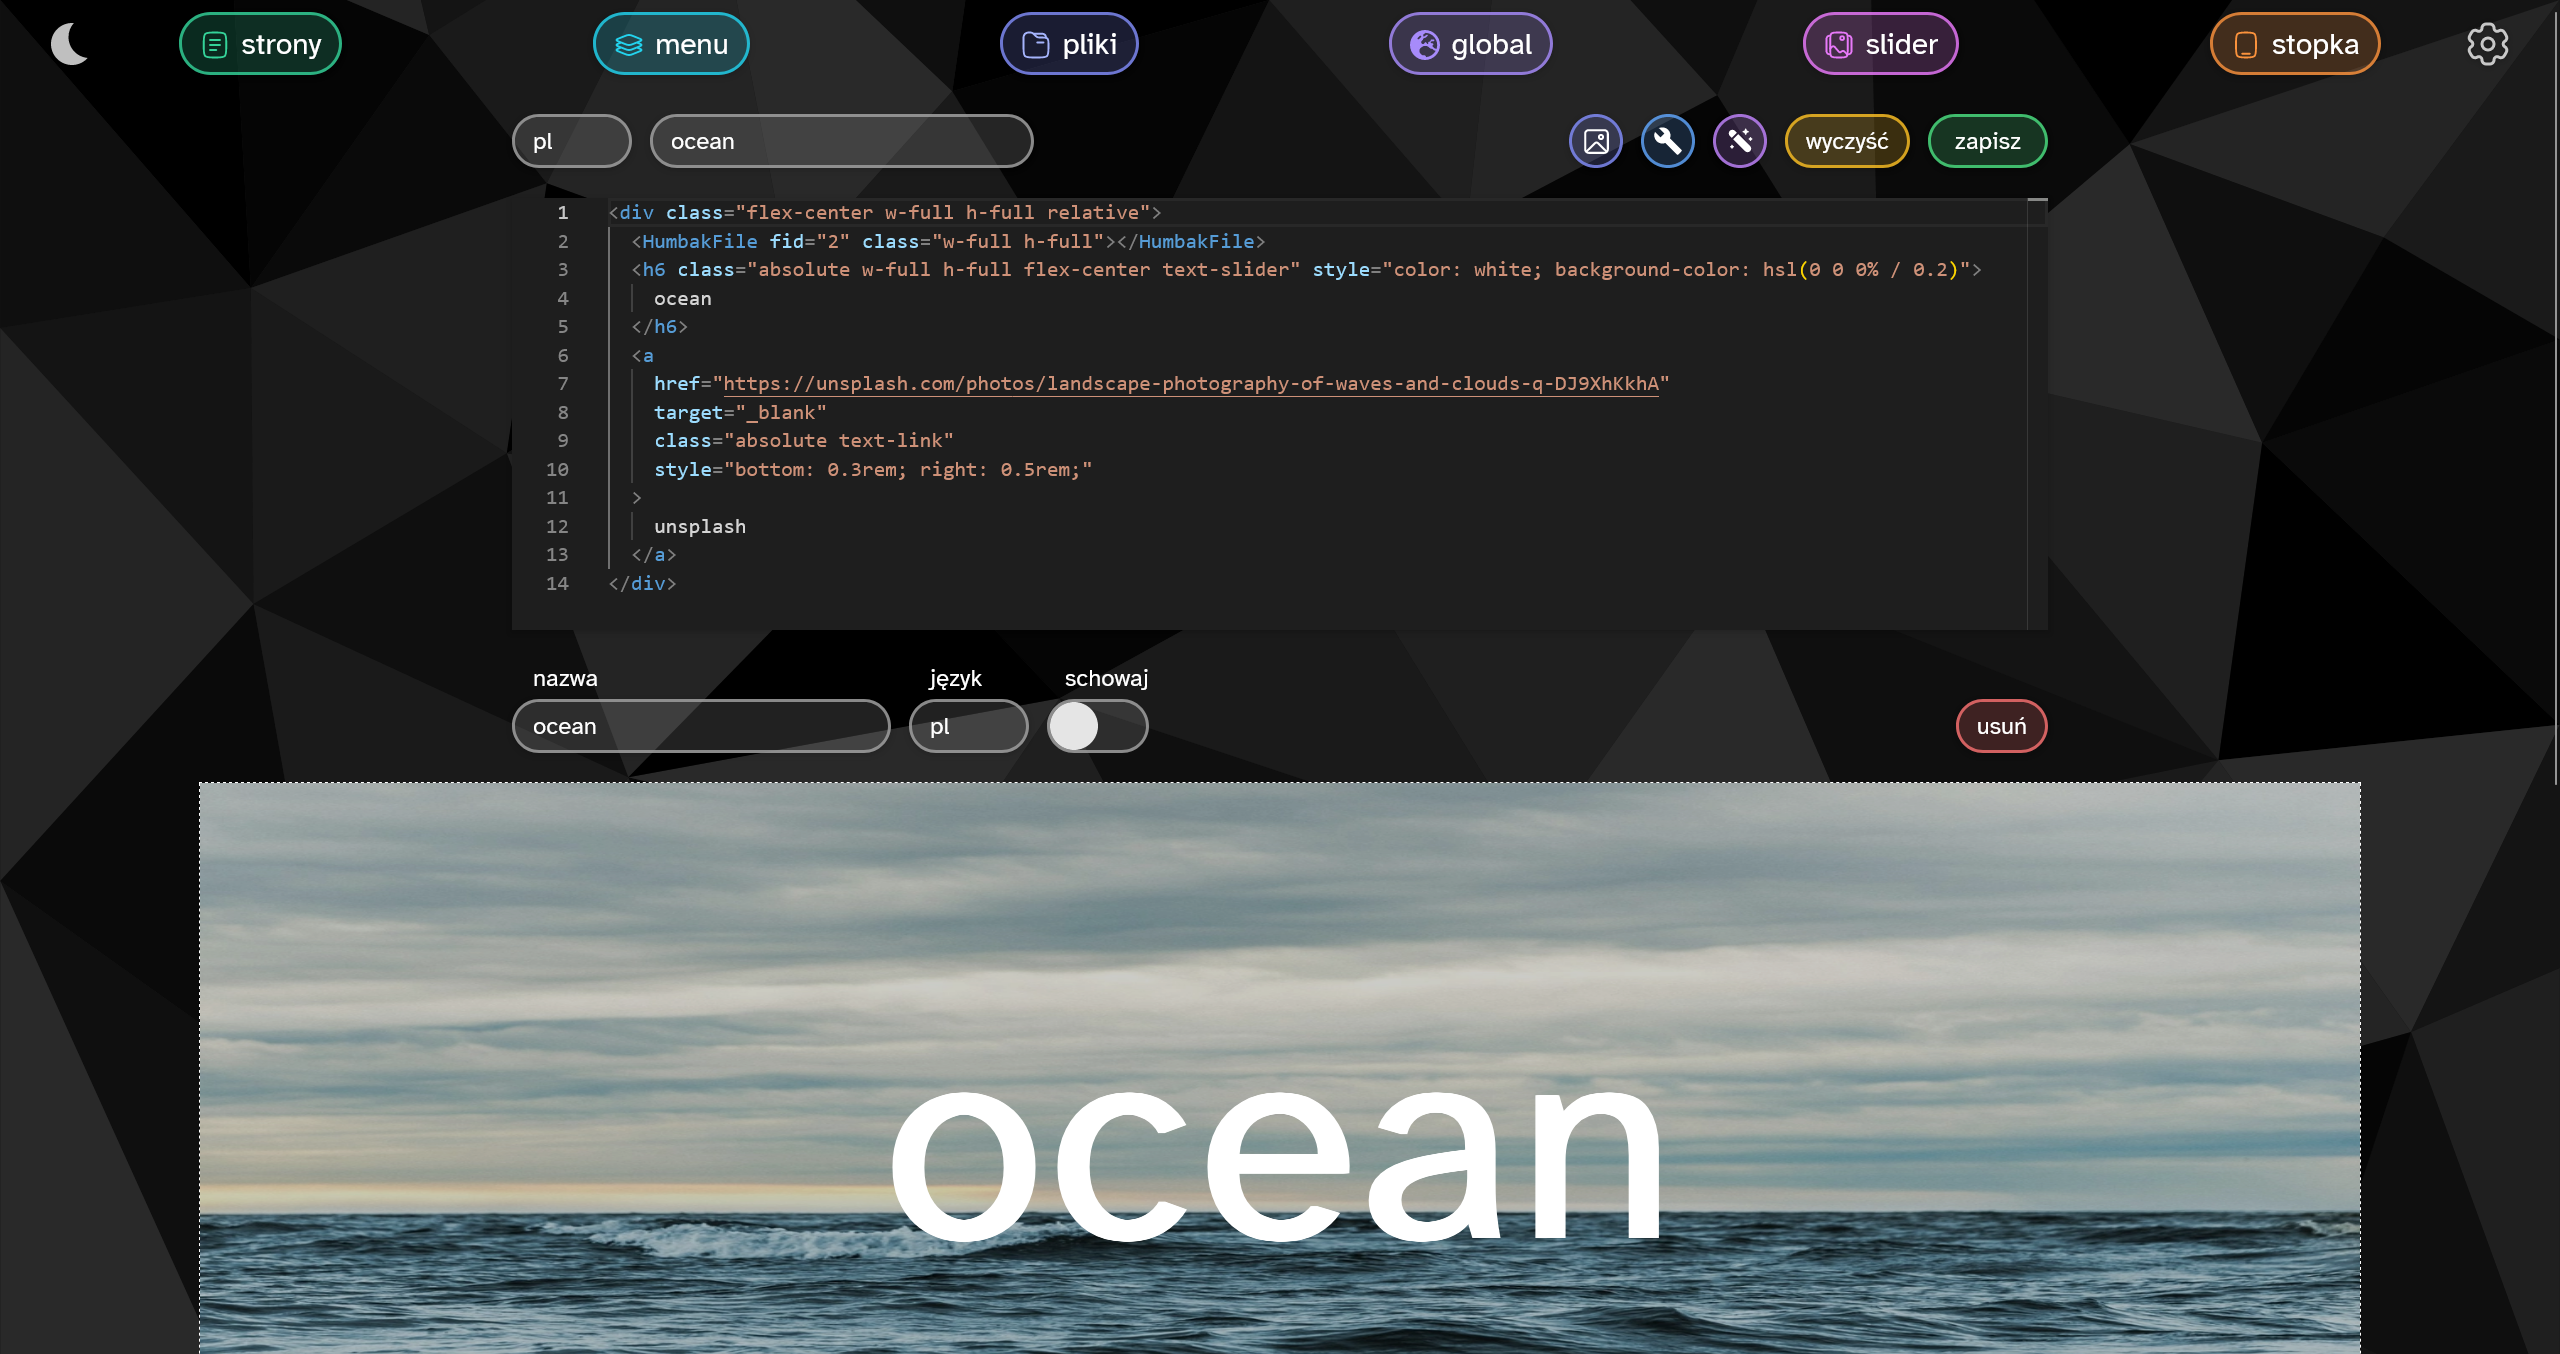 strony menu pliki global slider stopka
pl ocean wyczyść zapisz
1 <div class="flex-center w-full h-full relative">
2 <HumbakFile fid="2" class="w-full h-full"></HumbakFile>
3 <h6 class="absolute w-full h-full flex-center text-slider" style="color: white; background-color: hsl(0 0 0% / 0.2)">
4 ocean
5 </h6>
6 <a
7 href="https://unsplash.com/photos/landscape-photography-of-waves-and-clouds-q-DJ9XhKkhA"
8 target="_blank"
9 class="absolute text-link"
10 style="bottom: 0.3rem; right: 0.5rem;"
11 >
12 unsplash
13 </a>
14 </div>
nazwa język schowaj
ocean pl usuń
ocean